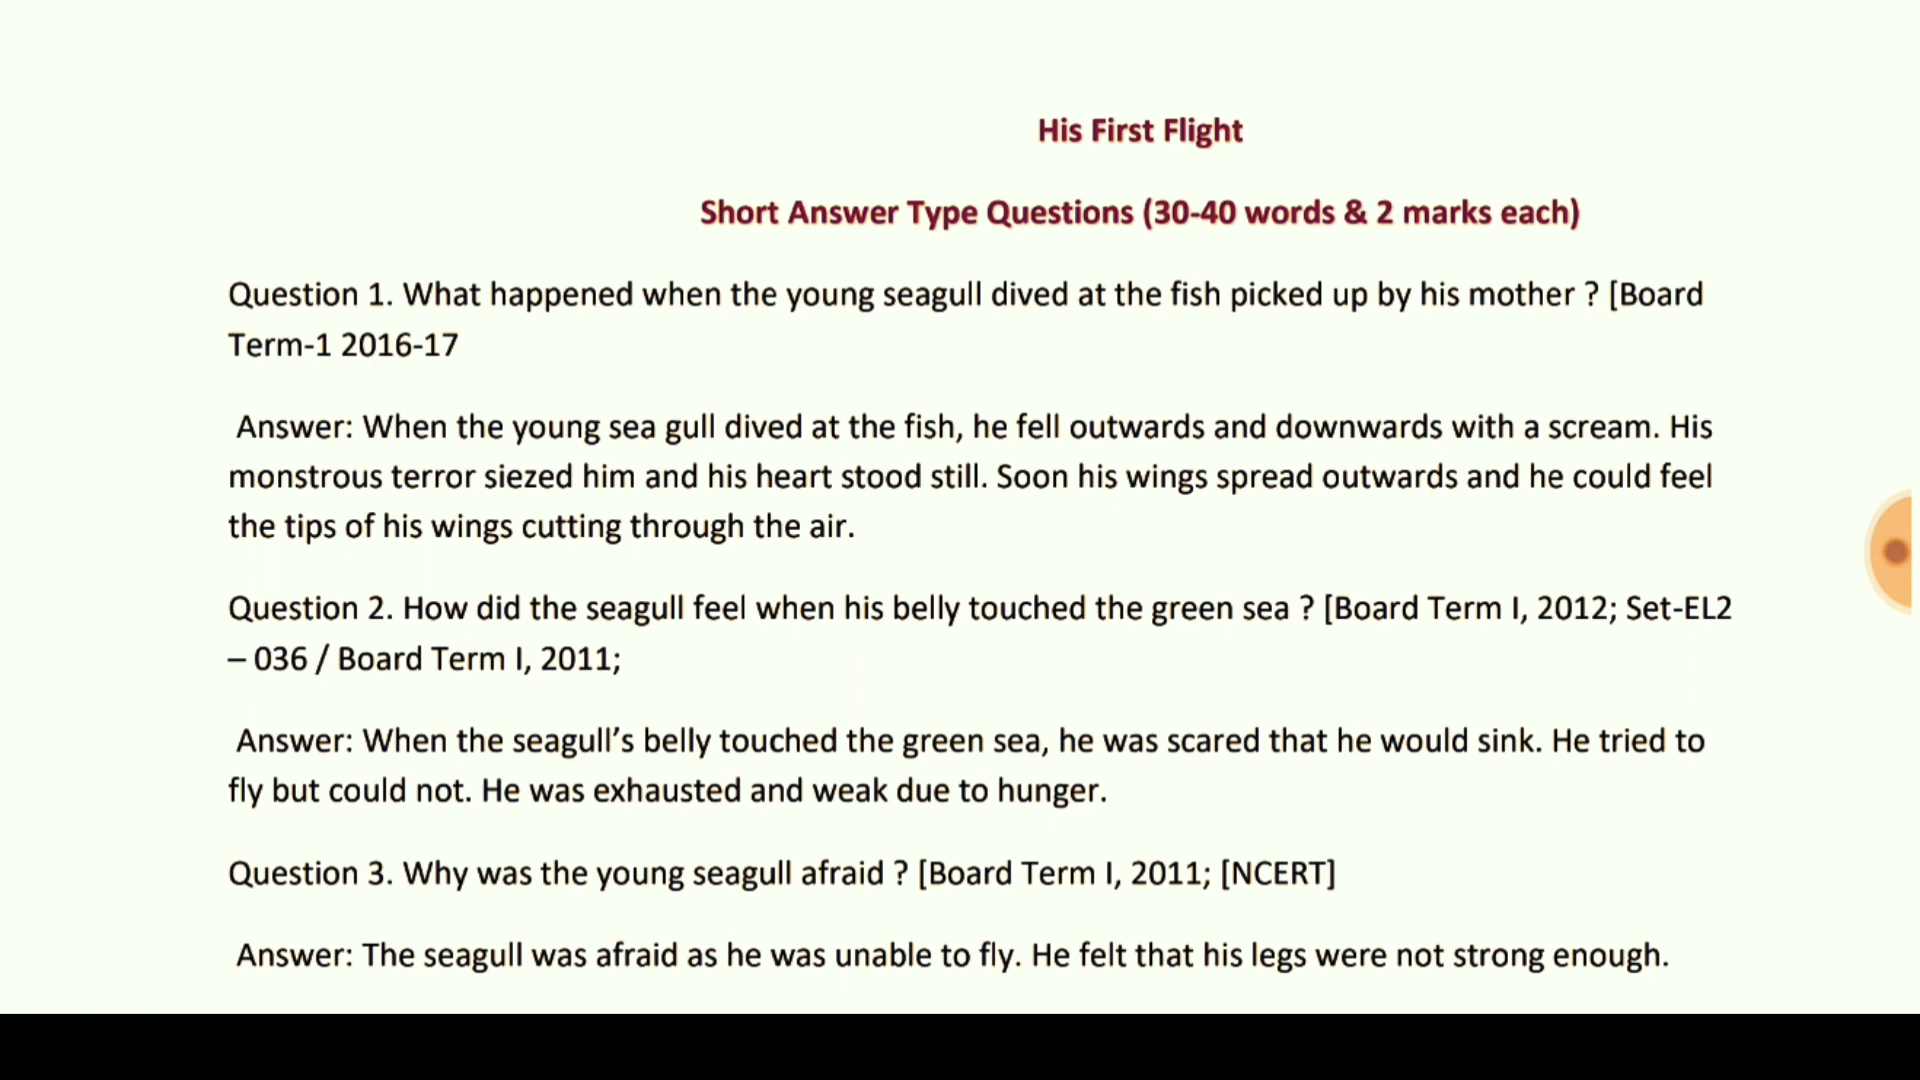 His First Flight
Short Answer Type Questions (30-40 words & 2 marks each)
Question 1. What happened when the young seagull dived at the fish picked up by his mother ? [Board
Term-1 2016-17
Answer: When the young sea gull dived at the fish, he fell outwards and downwards with a scream. His
monstrous terror siezed him and his heart stood still. Soon his wings spread outwards and he could feel
the tips of his wings cutting through the air.
Question 2. How did the seagull feel when his belly touched the green sea ? [Board Term I, 2012; Set-EL2
– 036 / Board Term I, 2011;
Answer: When the seagull’s belly touched the green sea, he was scared that he would sink. He tried to
fly but could not. He was exhausted and weak due to hunger.
Question 3. Why was the young seagull afraid ? [Board Term I, 2011; [NCERT]
Answer: The seagull was afraid as he was unable to fly. He felt that his legs were not strong enough.